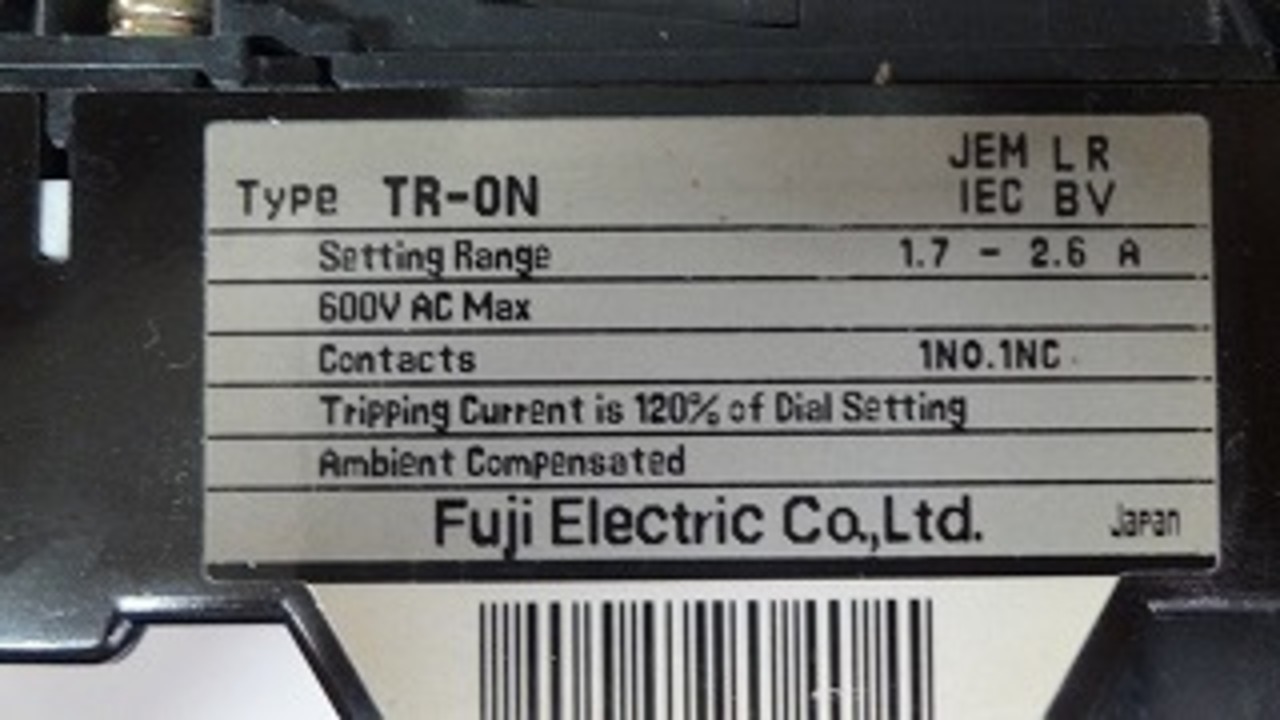 JEM LR
Type TR-0N IEC BV
Setting Range 1.7 - 2.6 A
600V AC Max
Contacts 1NO.1NC
Tripping Current is 120% of Dial Setting
Ambient Compensated
Fuji Electric Co.,Ltd. Japan